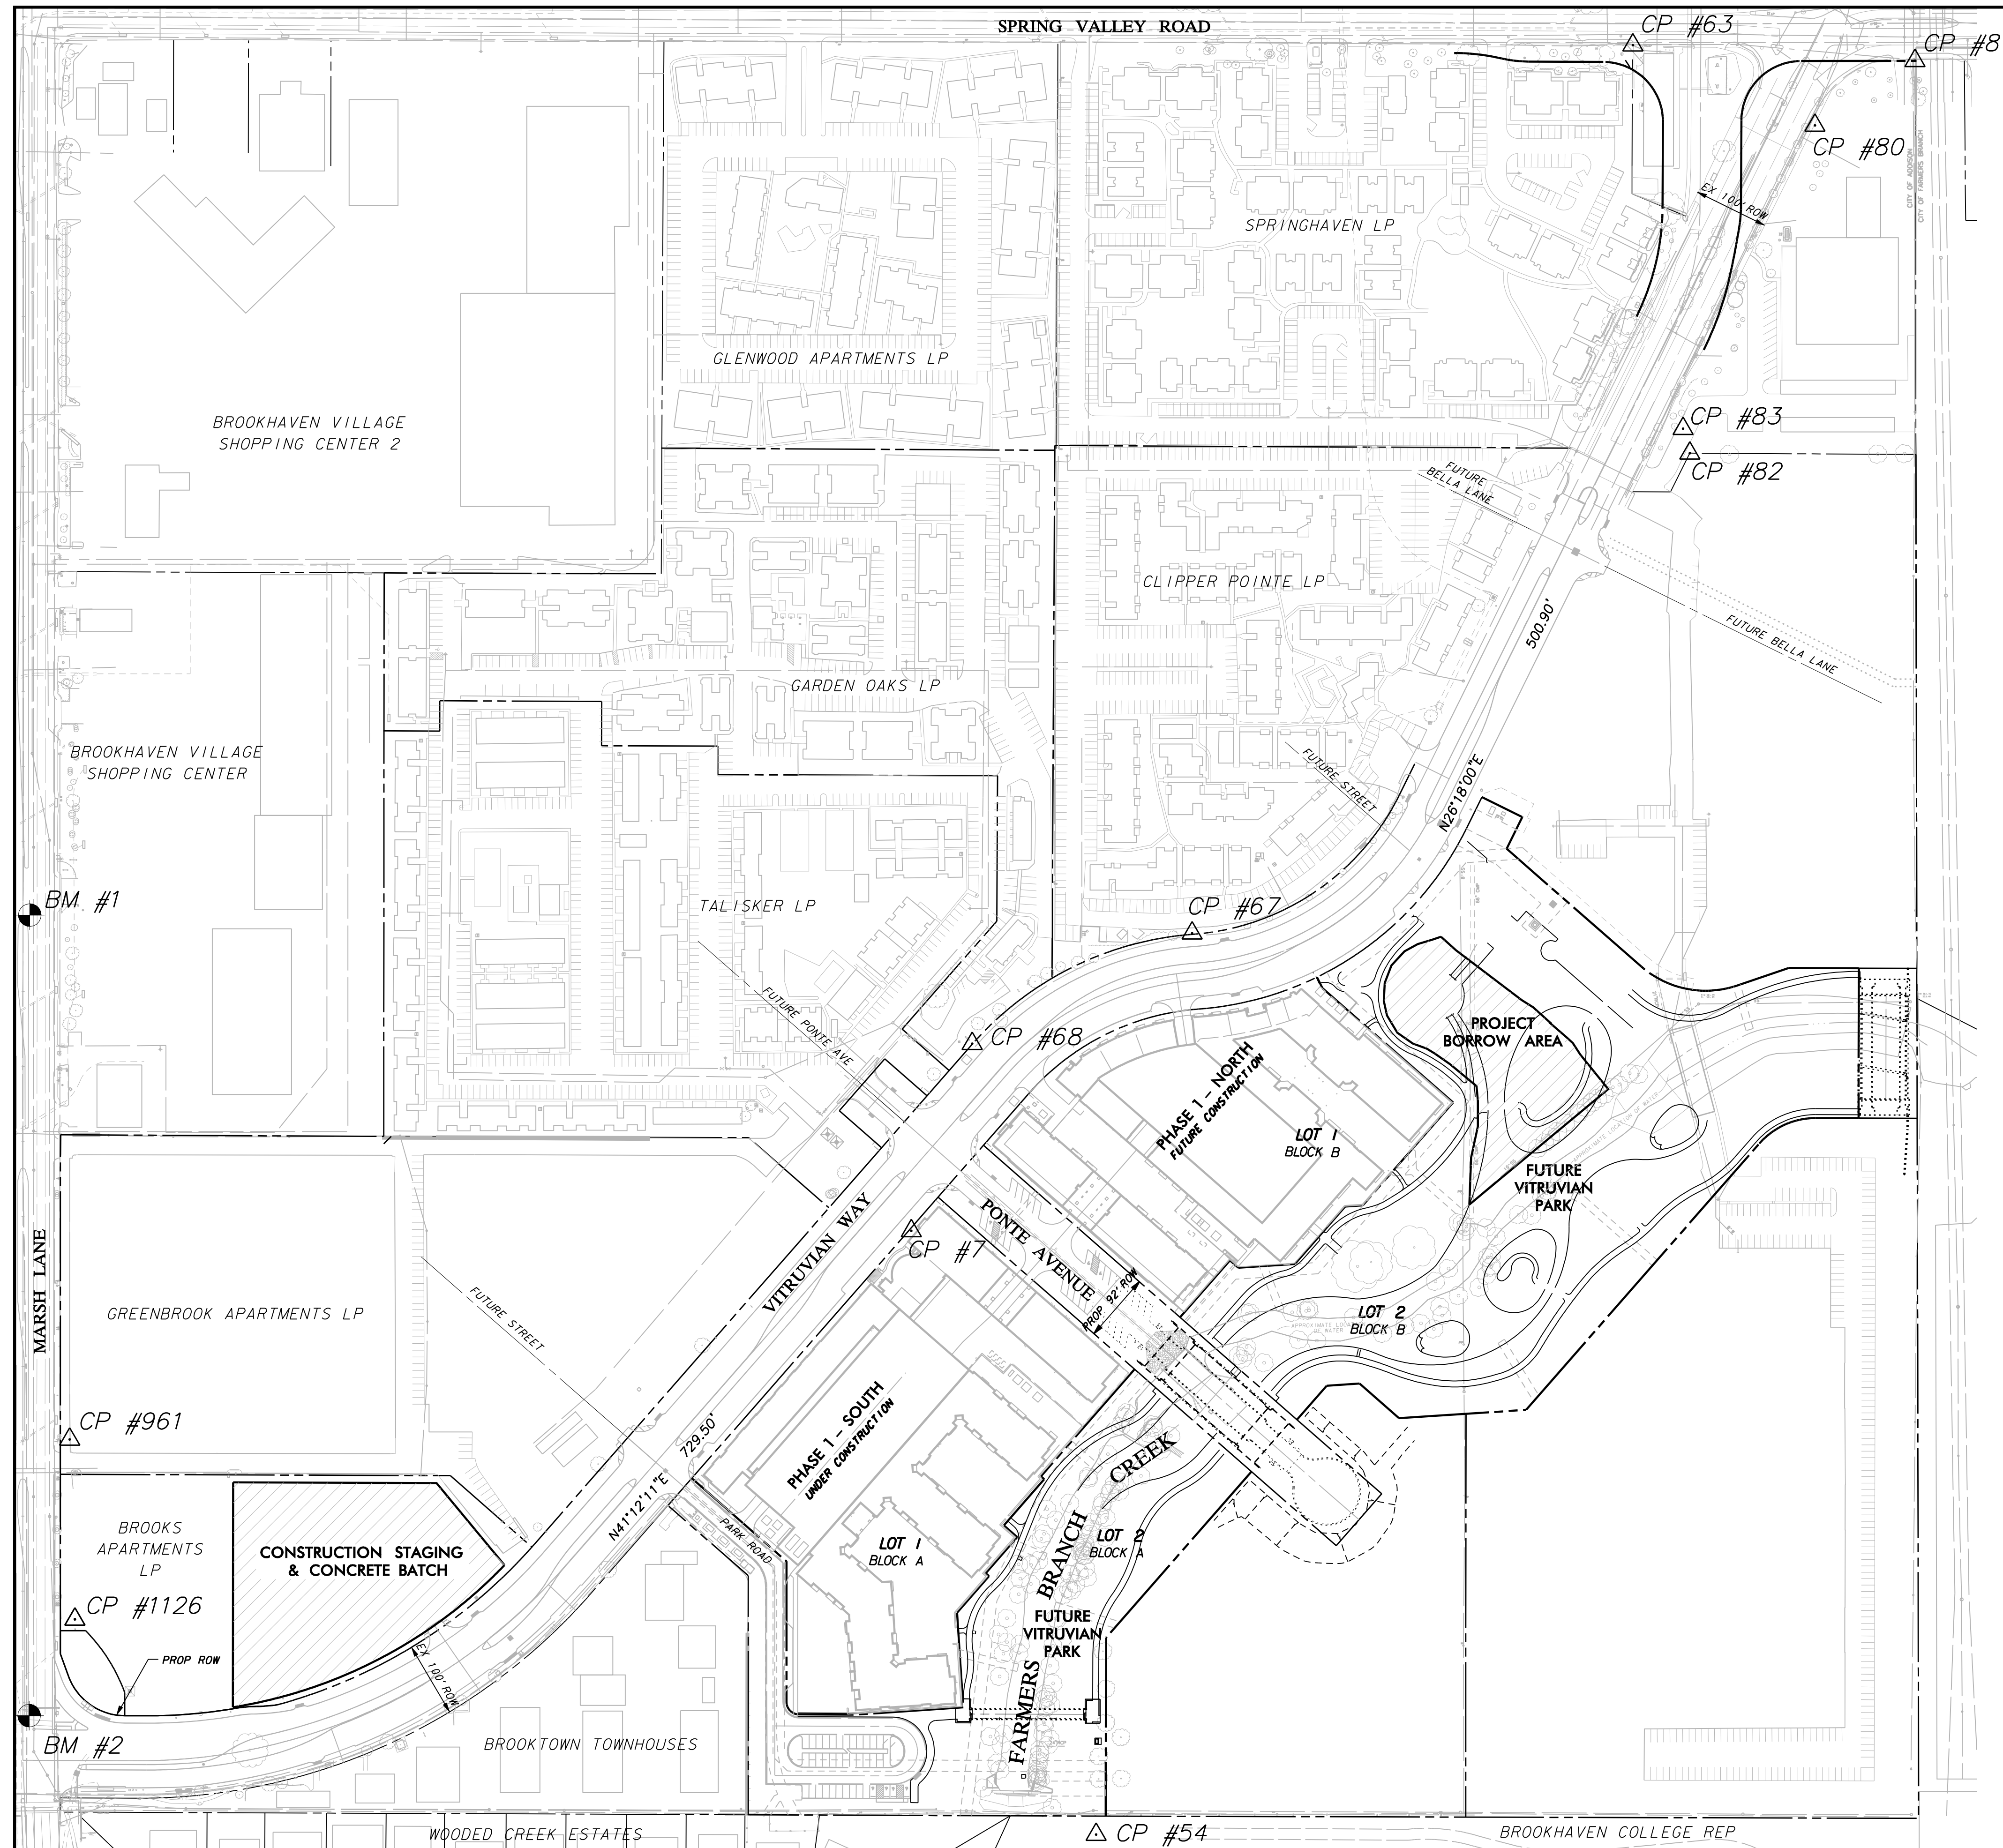 SPRING VALLEY ROAD
CP #63
CP #8
CP #80
CITY OF ADDISON
CITY OF FARMERS BRANCH
EX 100' ROW
SPRINGHAVEN LP
GLENWOOD APARTMENTS LP
BROOKHAVEN VILLAGE
SHOPPING CENTER 2
CP #83
CP #82
FUTURE
BELLA LANE
CLIPPER POINTE LP
500.90'
FUTURE BELLA LANE
GARDEN OAKS LP
BROOKHAVEN VILLAGE
SHOPPING CENTER
FUTURE STREET
N26°18'00"E
BM #1
TALISKER LP
CP #67
FUTURE PONTE AVE
CP #68
PROJECT
BORROW AREA
PHASE 1 - NORTH
FUTURE CONSTRUCTION
LOT 1
BLOCK B
APPROXIMATE LOCATION OF WATER
FUTURE
VITRUVIAN
PARK
VITRUVIAN WAY
PONTE AVENUE
CP #7
PROP 92' ROW
MARSH LANE
GREENBROOK APARTMENTS LP
FUTURE STREET
LOT 2
BLOCK B
APPROXIMATE LOCATION
OF WATER
CP #961
729.50'
N41°12'11"E
PHASE 1 - SOUTH
UNDER CONSTRUCTION
FARMERS BRANCH CREEK
BROOKS
APARTMENTS
LP
CONSTRUCTION STAGING
& CONCRETE BATCH
PARK ROAD
LOT 1
BLOCK A
LOT 2
BLOCK A
CP #1126
PROP ROW
EX 100' ROW
FUTURE
VITRUVIAN
PARK
BM #2
BROOKTOWN TOWNHOUSES
WOODED CREEK ESTATES
CP #54
BROOKHAVEN COLLEGE REP